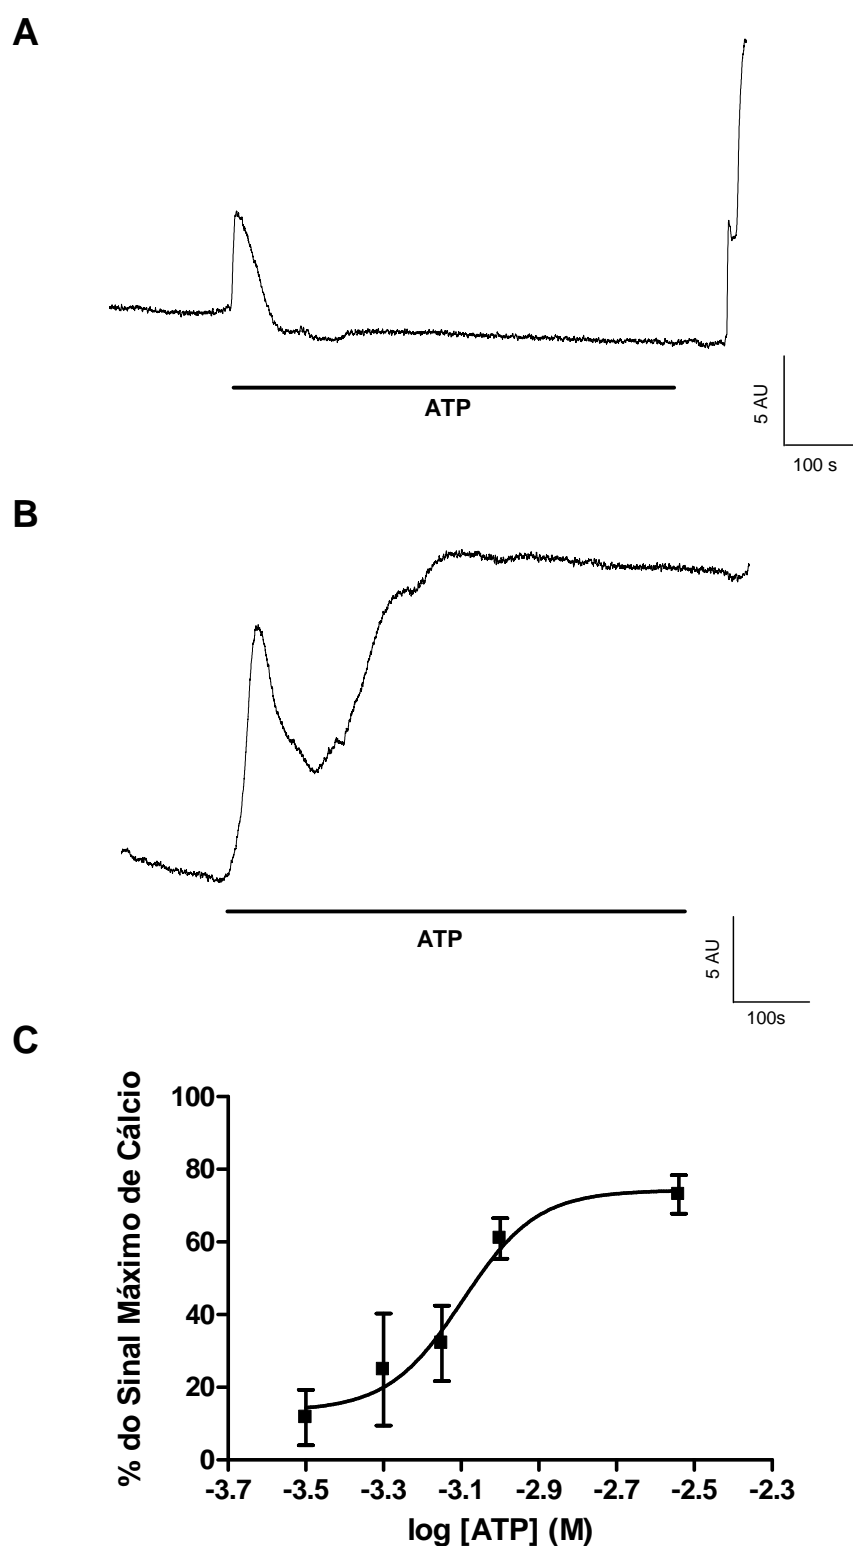 A
ATP
5 AU
100 s
B
ATP
5 AU
100s
C
% do Sinal Máximo de Cálcio
100
80
60
40
20
0
-3.7 -3.5 -3.3 -3.1 -2.9 -2.7 -2.5 -2.3
log [ATP] (M)